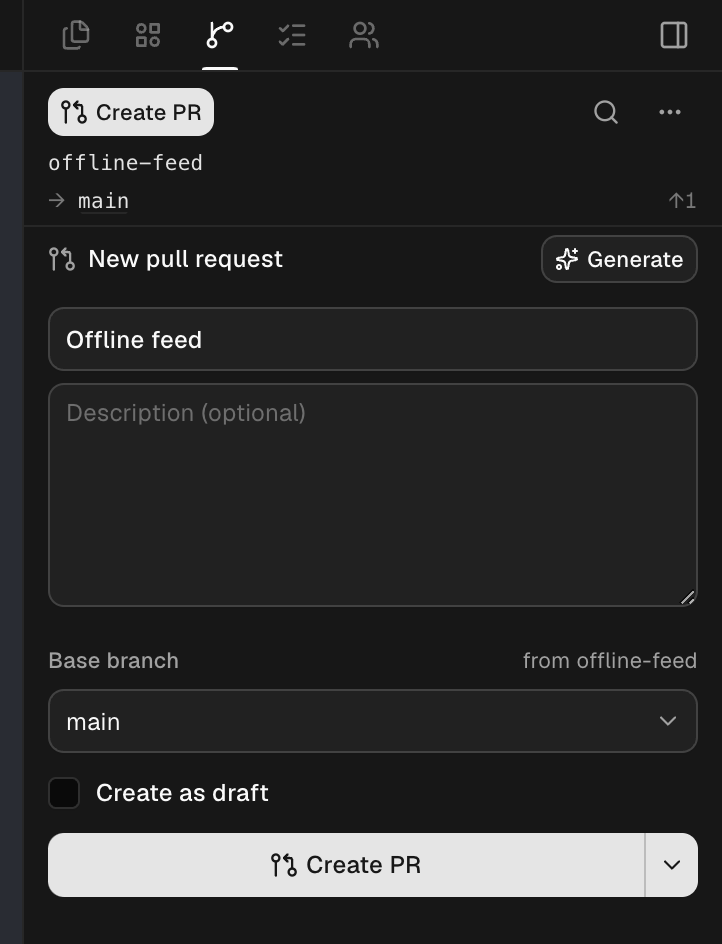 Create PR
offline-feed
→ main ↑1
New pull request Generate
Offline feed
Description (optional)
Base branch from offline-feed
main
Create as draft
Create PR